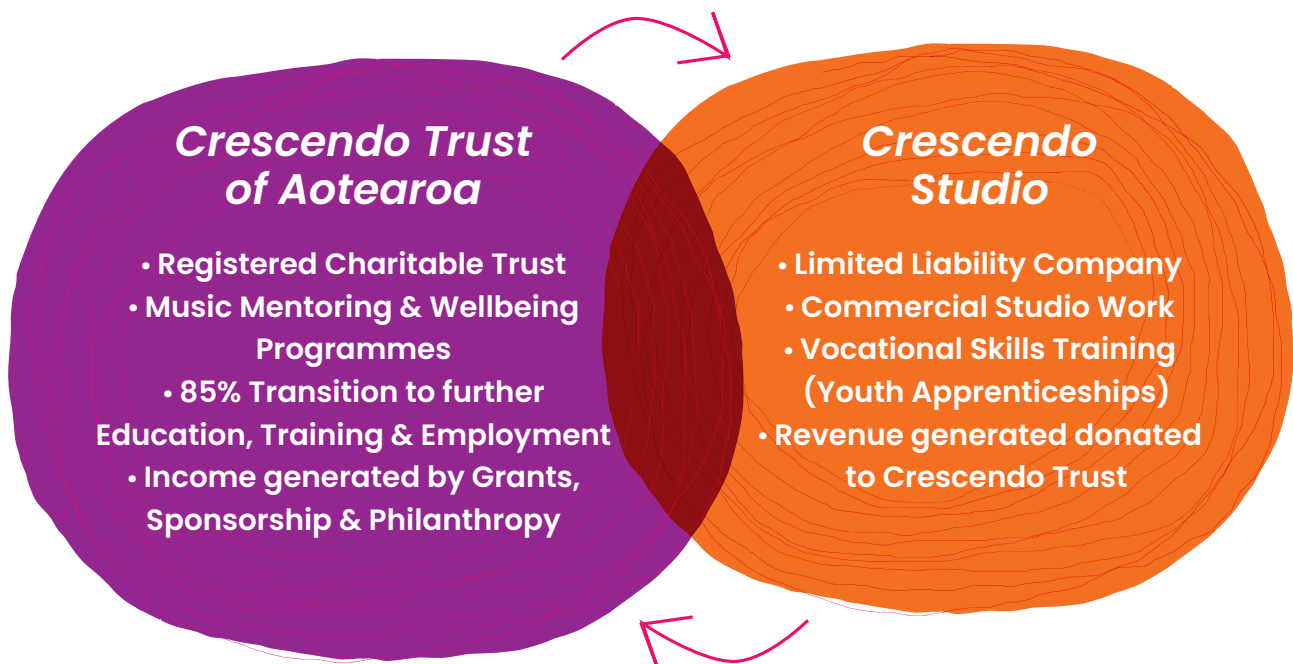 Crescendo Trust
of Aotearoa
• Registered Charitable Trust
• Music Mentoring & Wellbeing
Programmes
• 85% Transition to further
Education, Training & Employment
• Income generated by Grants,
Sponsorship & Philanthropy
Crescendo
Studio
• Limited Liability Company
• Commercial Studio Work
• Vocational Skills Training
(Youth Apprenticeships)
• Revenue generated donated
to Crescendo Trust